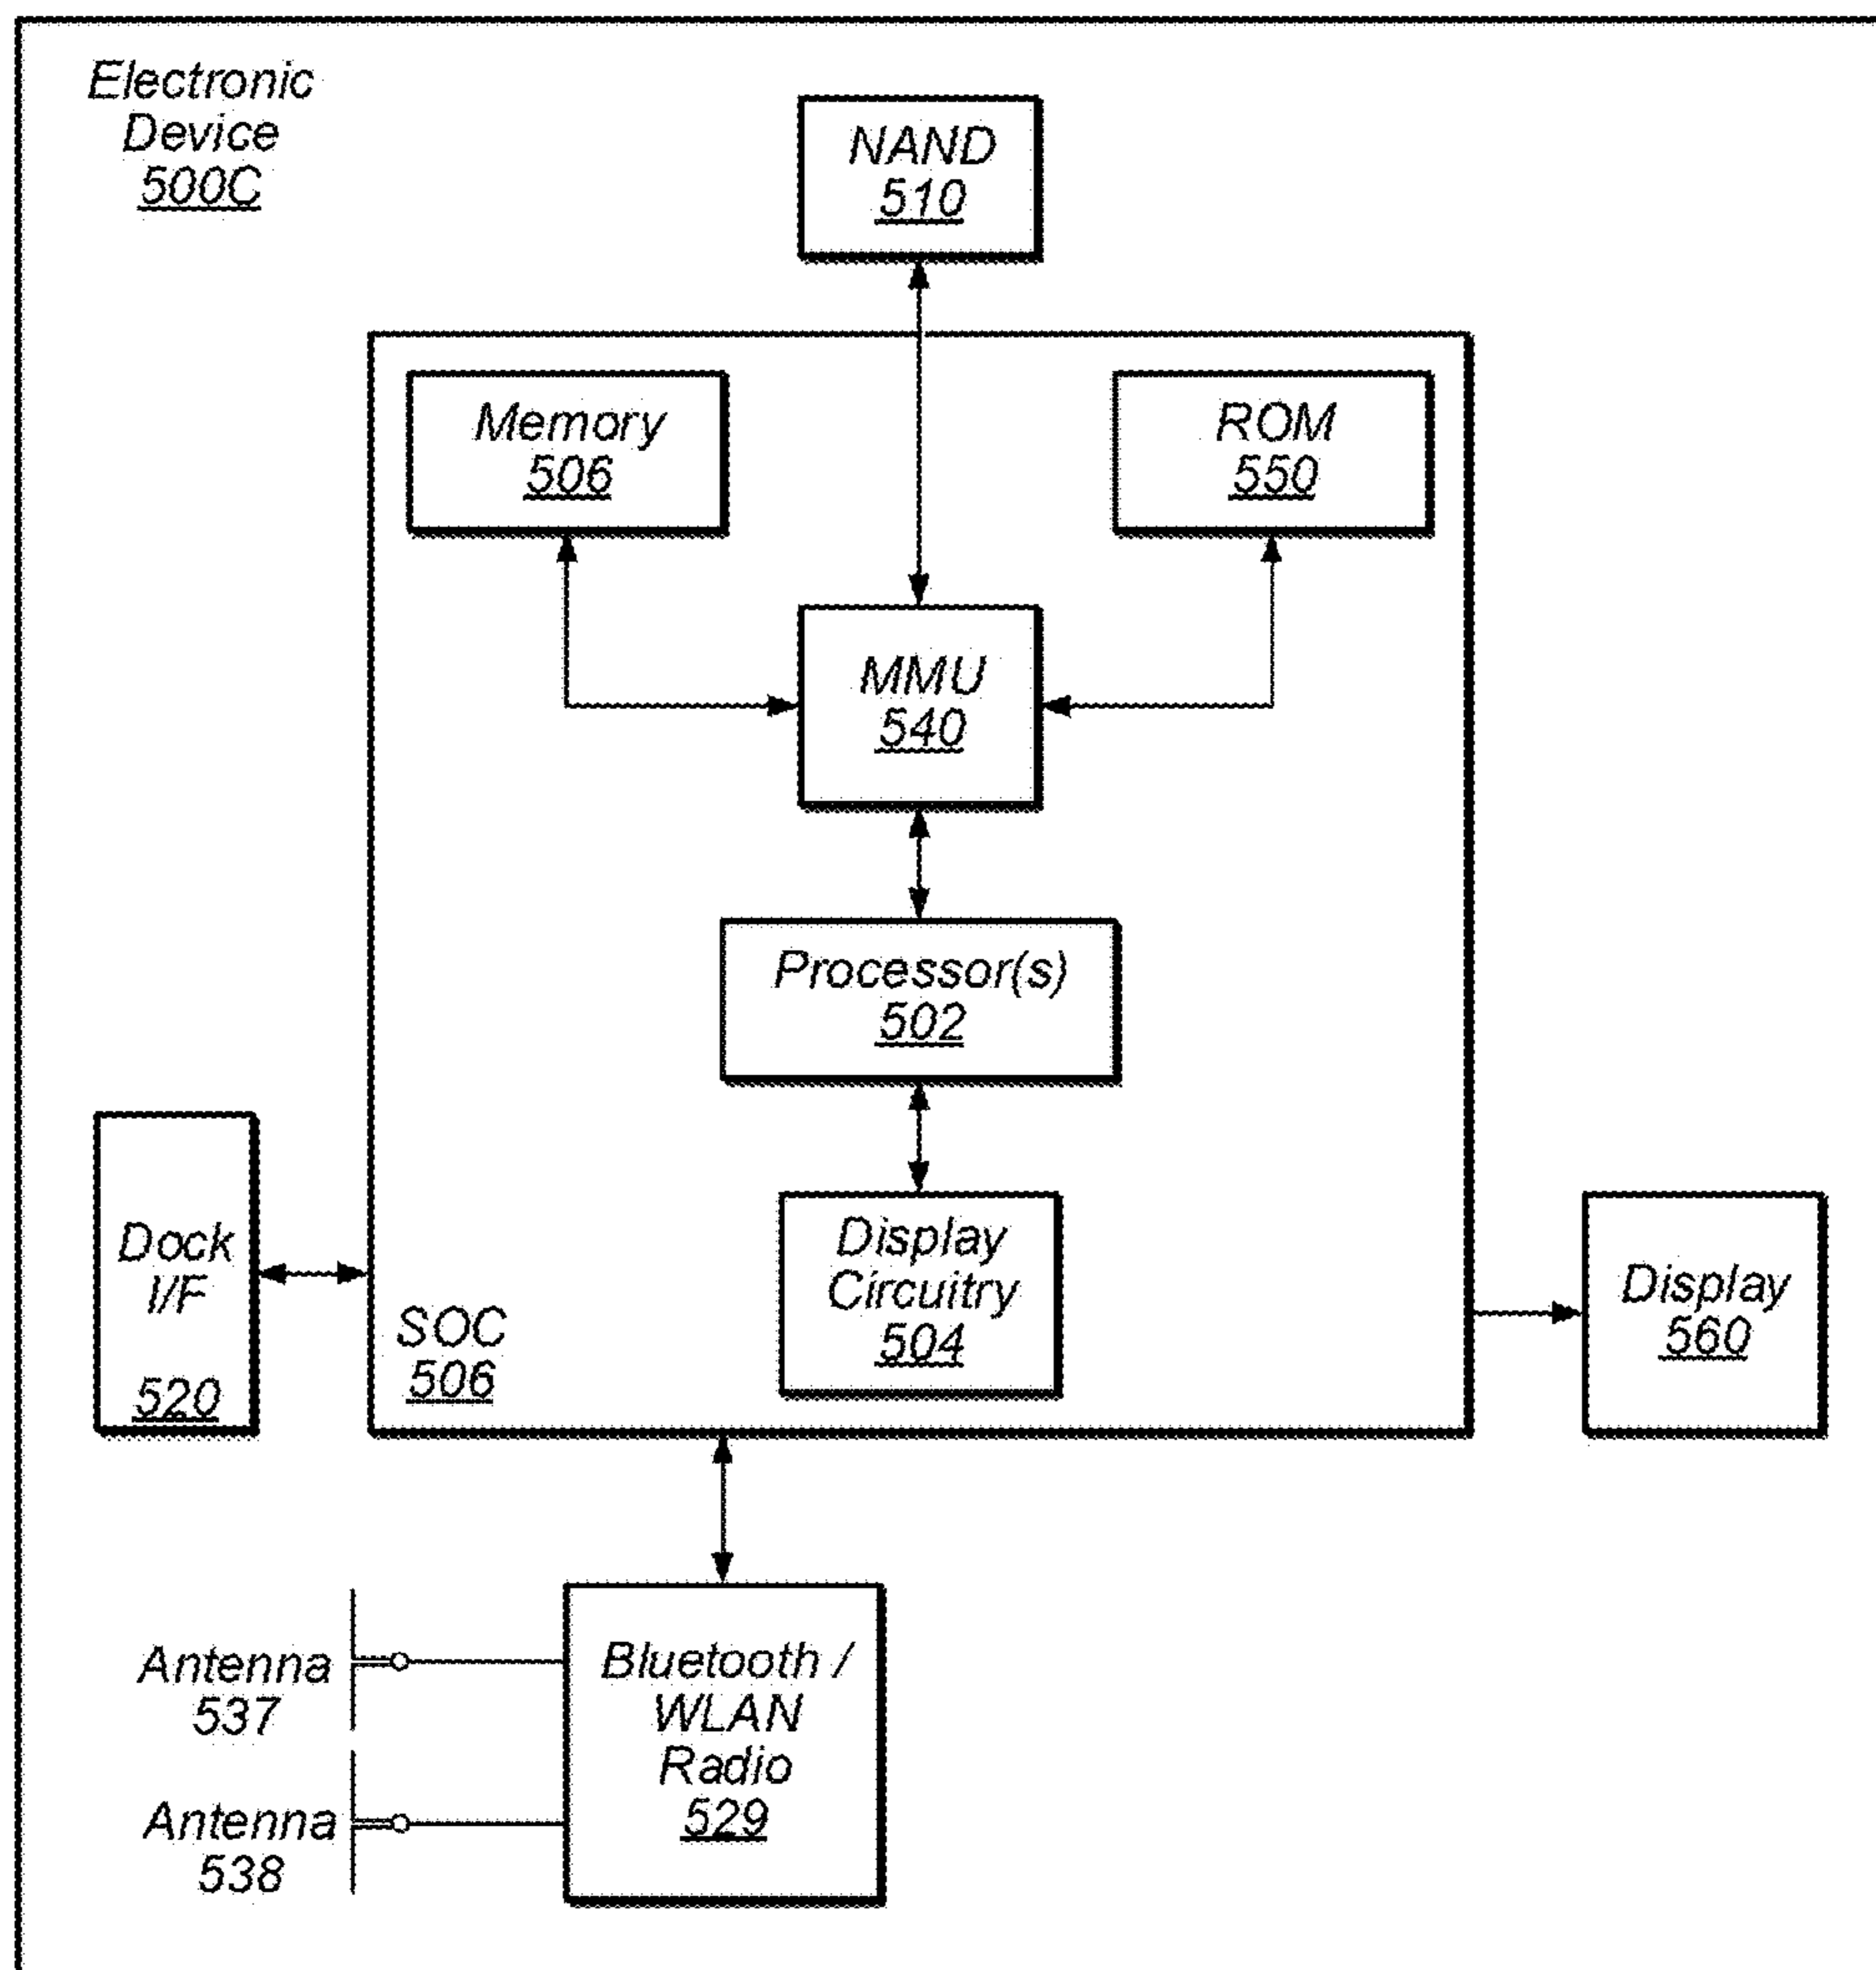 Electronic
Device
500C
NAND
510
Memory
506
ROM
550
MMU
540
Processor(s)
502
Display
Circuitry
504
SOC
506
Dock
I/F
520
Display
560
Bluetooth /
WLAN
Radio
529
Antenna
537
Antenna
538